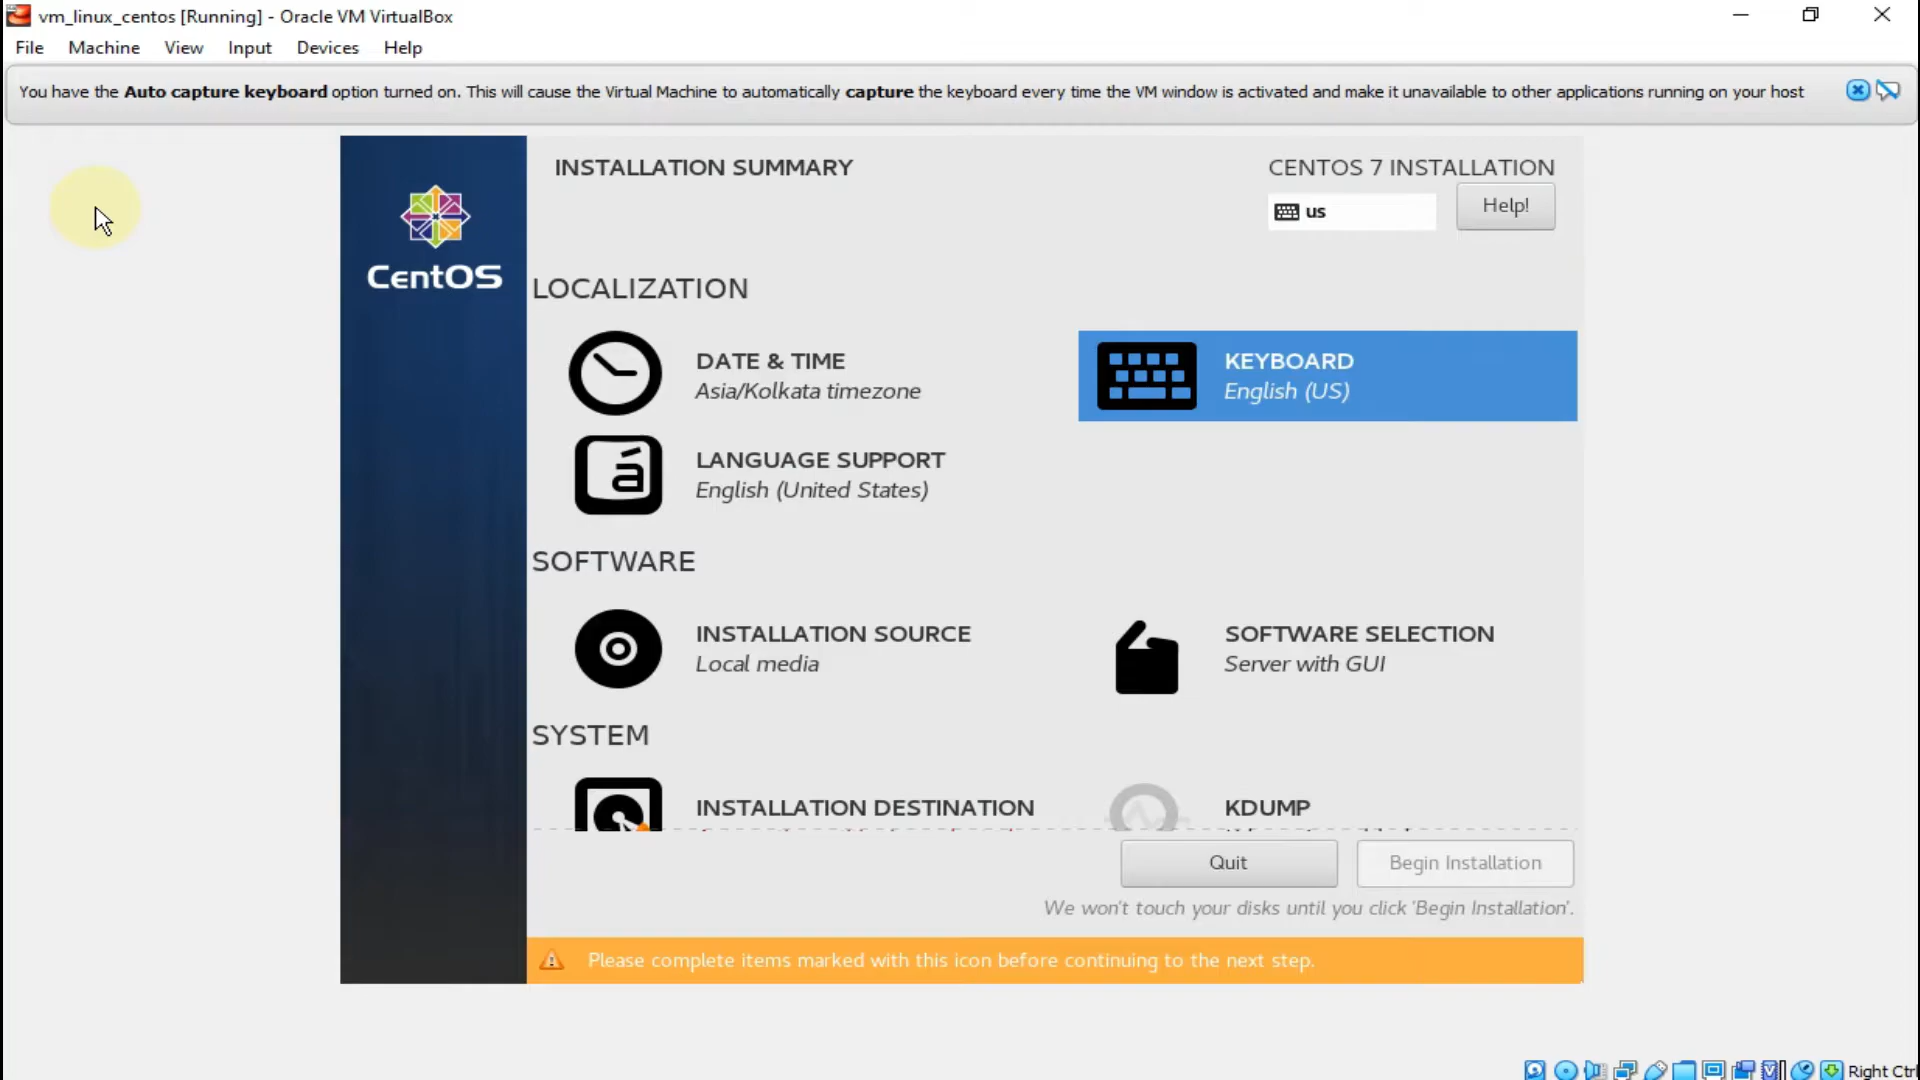 vm_linux_centos [Running] - Oracle VM VirtualBox
File Machine View Input Devices Help
You have the Auto capture keyboard option turned on. This will cause the Virtual Machine to automatically capture the keyboard every time the VM window is activated and make it unavailable to other applications running on your host
CentOS
INSTALLATION SUMMARY
CENTOS 7 INSTALLATION
us
Help!
LOCALIZATION
DATE & TIME
Asia/Kolkata timezone
KEYBOARD
English (US)
á
LANGUAGE SUPPORT
English (United States)
SOFTWARE
INSTALLATION SOURCE
Local media
SOFTWARE SELECTION
Server with GUI
SYSTEM
INSTALLATION DESTINATION
KDUMP
Quit
Begin Installation
We won't touch your disks until you click 'Begin Installation'.
Please complete items marked with this icon before continuing to the next step.
Right Ctrl